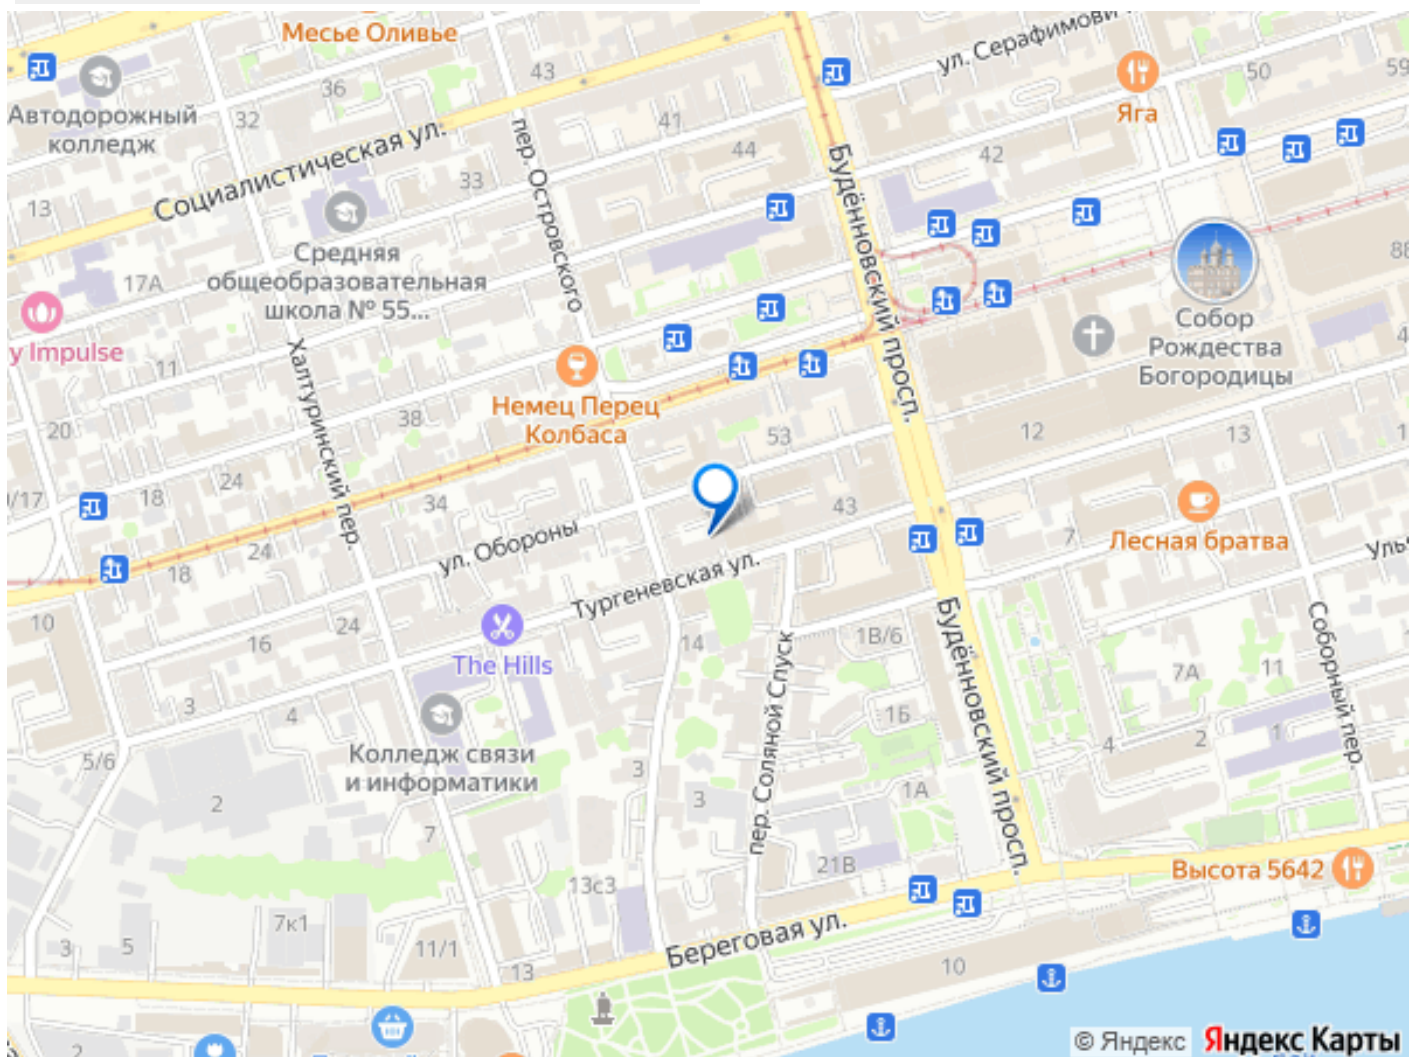 Месье Оливье
ул. Серафимови
43
50
59
Яга
Автодорожный
колледж
36
32
41
44
42
Социалистическая ул.
пер. Островского
Будённовский просп.
33
13
Средняя
общеобразовательная
школа № 55...
17А
88
y Impulse
Собор
Рождества
Богородицы
11
Халтуринский пер.
Немец Перец
Колбаса
38
20
53
12
13
1
/17
18
24
34
43
ул. Обороны
7
Лесная братва
Улья
24
18
Тургеневская ул.
10
24
16
The Hills
14
1В/6
Будённовский просп.
Соборный пер.
7А
11
пер. Соляной Спуск
3
4
1Б
4
2
1
5/6
Колледж связи
и информатики
3
3
1А
2
7
21В
Высота 5642
13с3
7к1
3
5
11/1
13
Береговая ул.
10
2
© Яндекс
Яндекс Карты